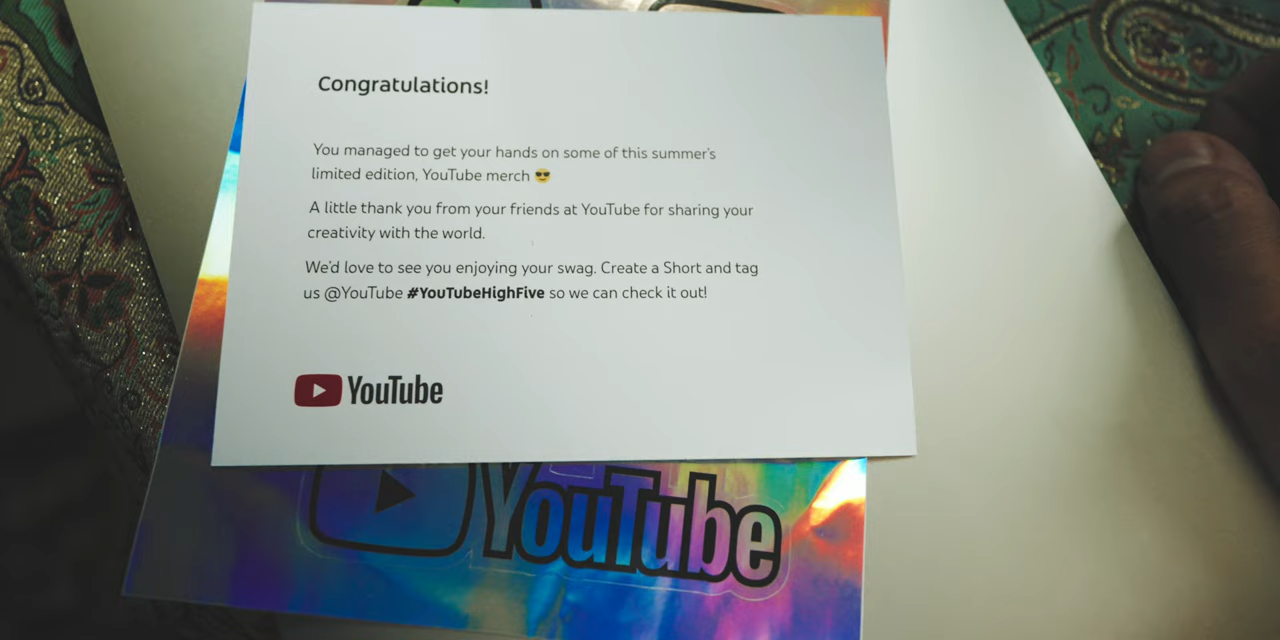 Congratulations!
You managed to get your hands on some of this summer's
limited edition, YouTube merch 😎
A little thank you from your friends at YouTube for sharing your
creativity with the world.
We'd love to see you enjoying your swag. Create a Short and tag
us @YouTube #YouTubeHighFive so we can check it out!
YouTube
YouTube